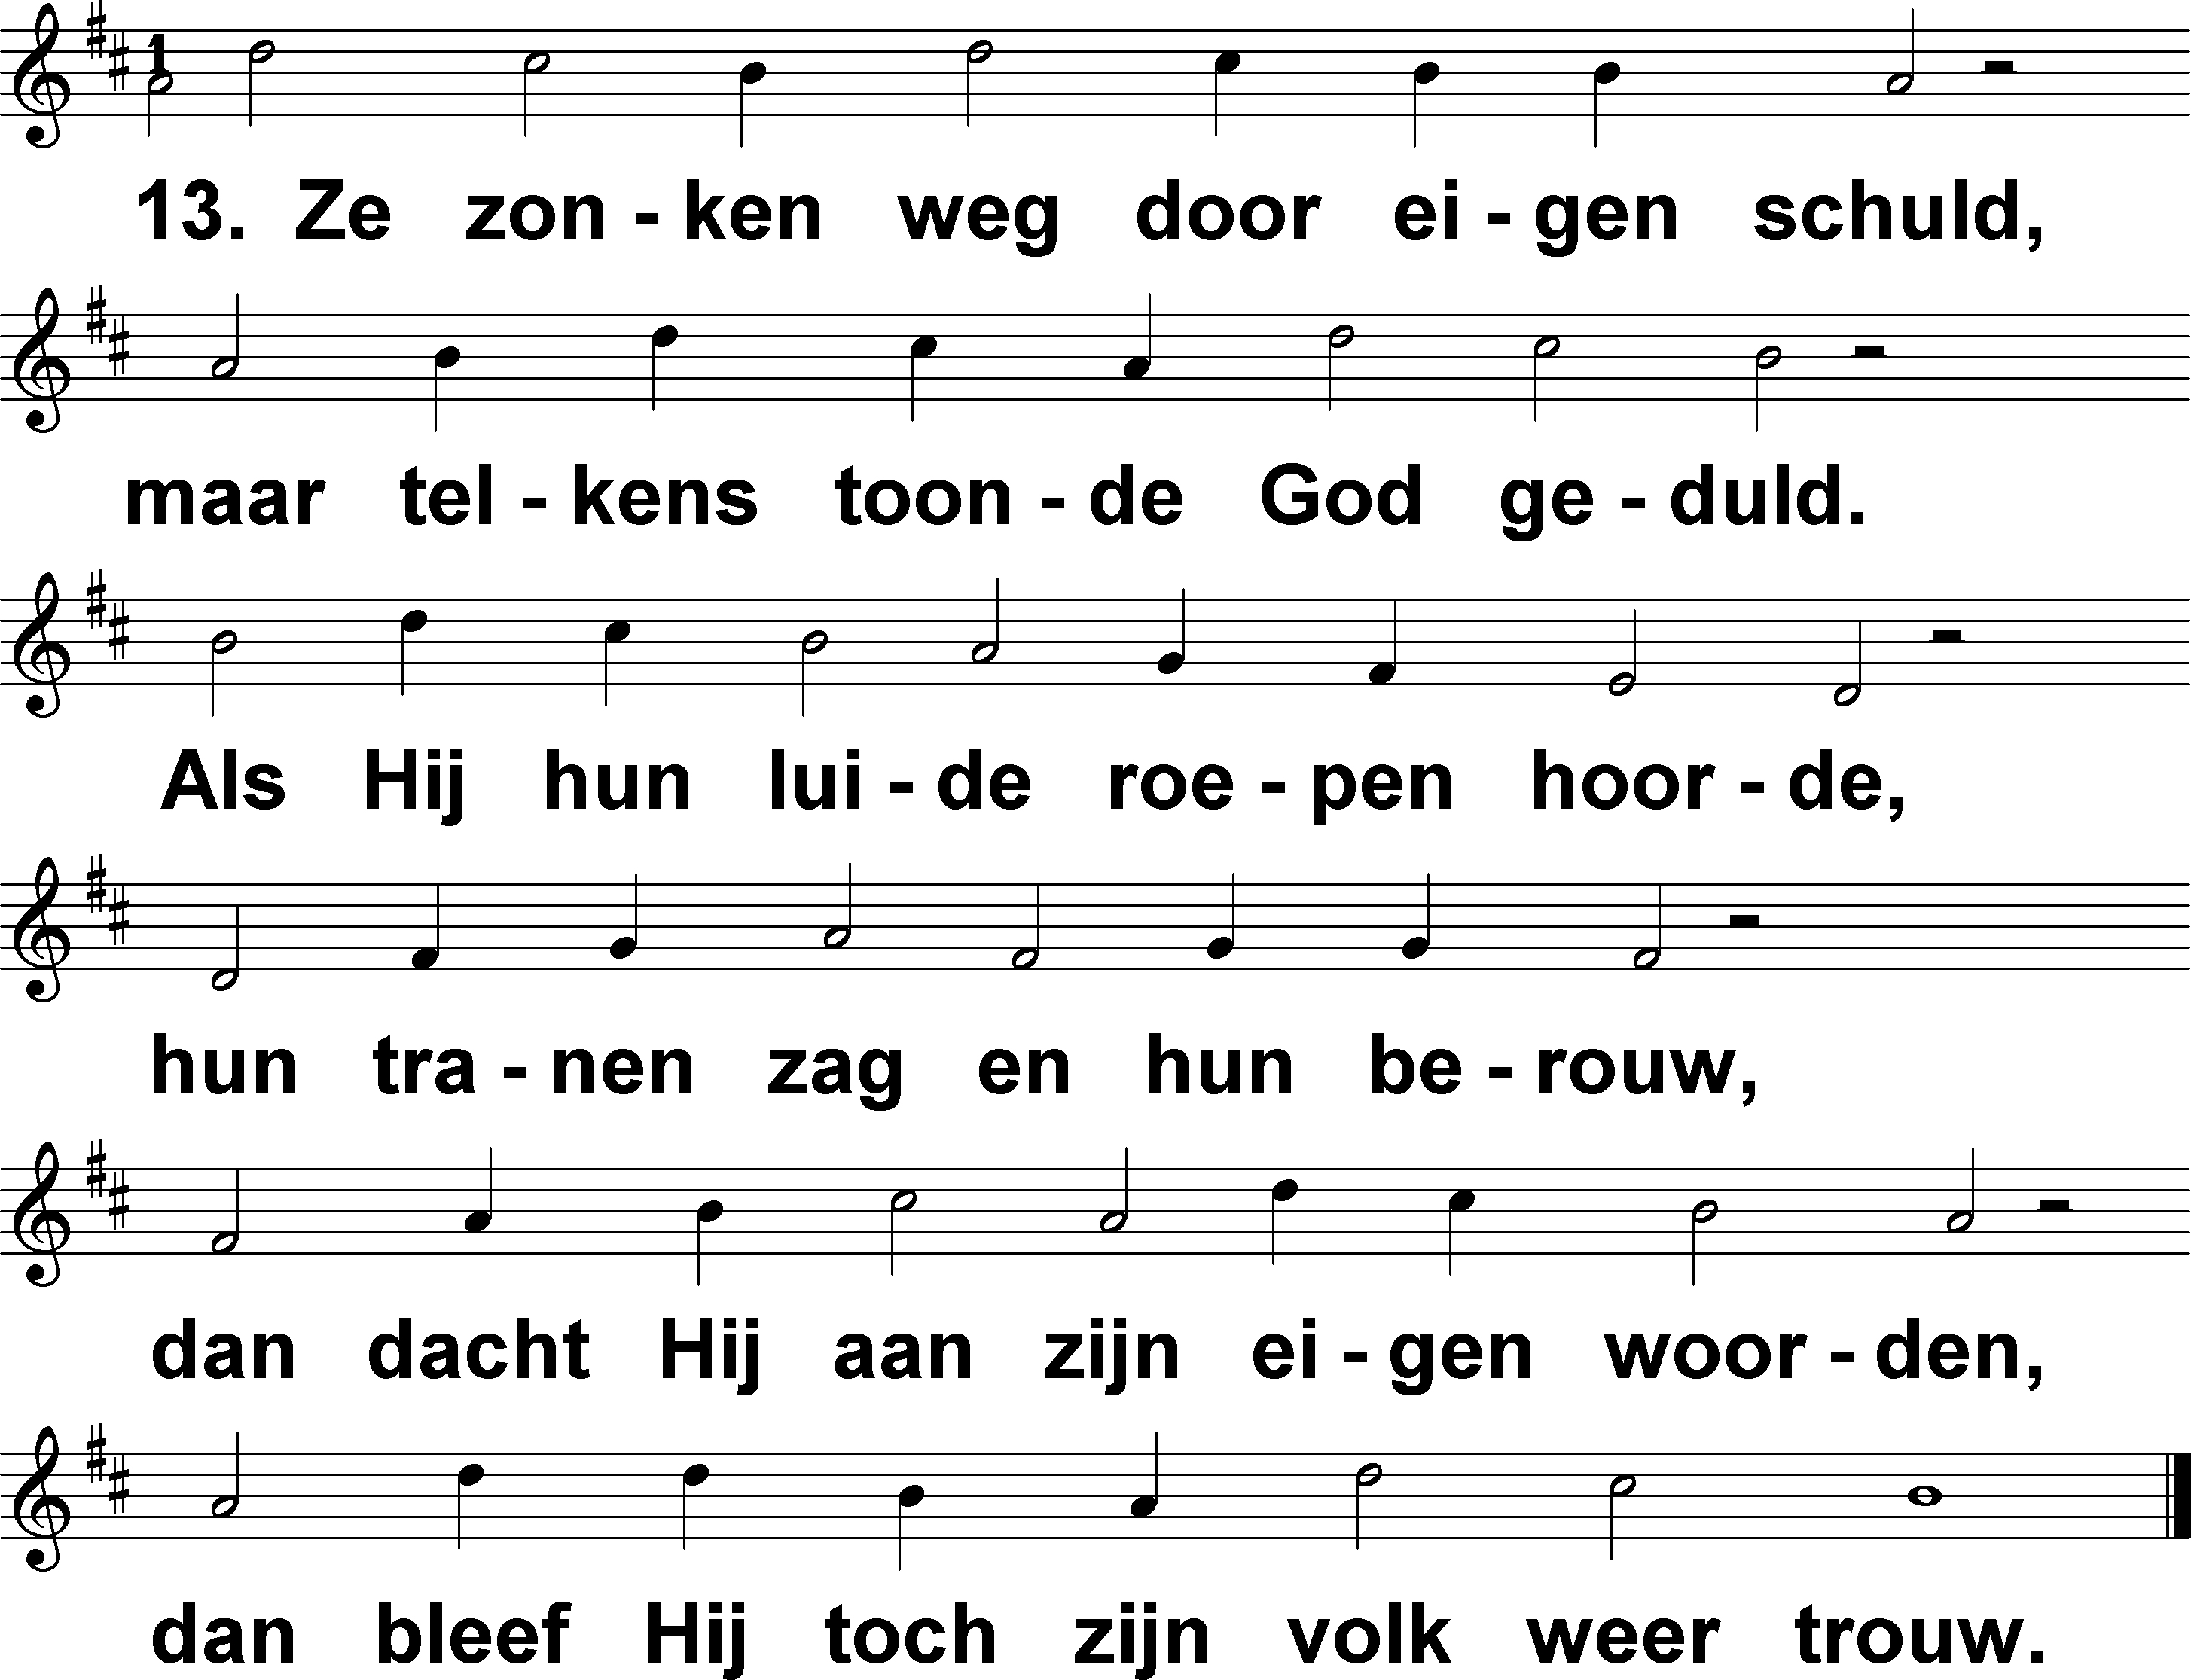 1
13. Ze zon - ken weg door ei - gen schuld,
maar tel - kens toon - de God ge - duld.
Als Hij hun lui - de roe - pen hoor - de,
hun tra - nen zag en hun be - rouw,
dan dacht Hij aan zijn ei - gen woor - den,
dan bleef Hij toch zijn volk weer trouw.